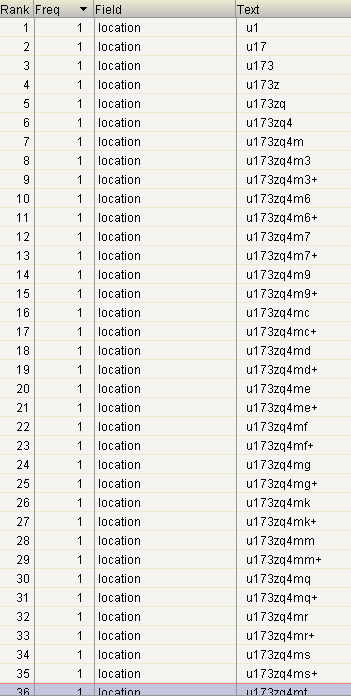 Rank Freq Field Text
1 1 location u1
2 1 location u17
3 1 location u173
4 1 location u173z
5 1 location u173zq
6 1 location u173zq4
7 1 location u173zq4m
8 1 location u173zq4m3
9 1 location u173zq4m3+
10 1 location u173zq4m6
11 1 location u173zq4m6+
12 1 location u173zq4m7
13 1 location u173zq4m7+
14 1 location u173zq4m9
15 1 location u173zq4m9+
16 1 location u173zq4mc
17 1 location u173zq4mc+
18 1 location u173zq4md
19 1 location u173zq4md+
20 1 location u173zq4me
21 1 location u173zq4me+
22 1 location u173zq4mf
23 1 location u173zq4mf+
24 1 location u173zq4mg
25 1 location u173zq4mg+
26 1 location u173zq4mk
27 1 location u173zq4mk+
28 1 location u173zq4mm
29 1 location u173zq4mm+
30 1 location u173zq4mq
31 1 location u173zq4mq+
32 1 location u173zq4mr
33 1 location u173zq4mr+
34 1 location u173zq4ms
35 1 location u173zq4ms+
36 1 location u173zq4mt